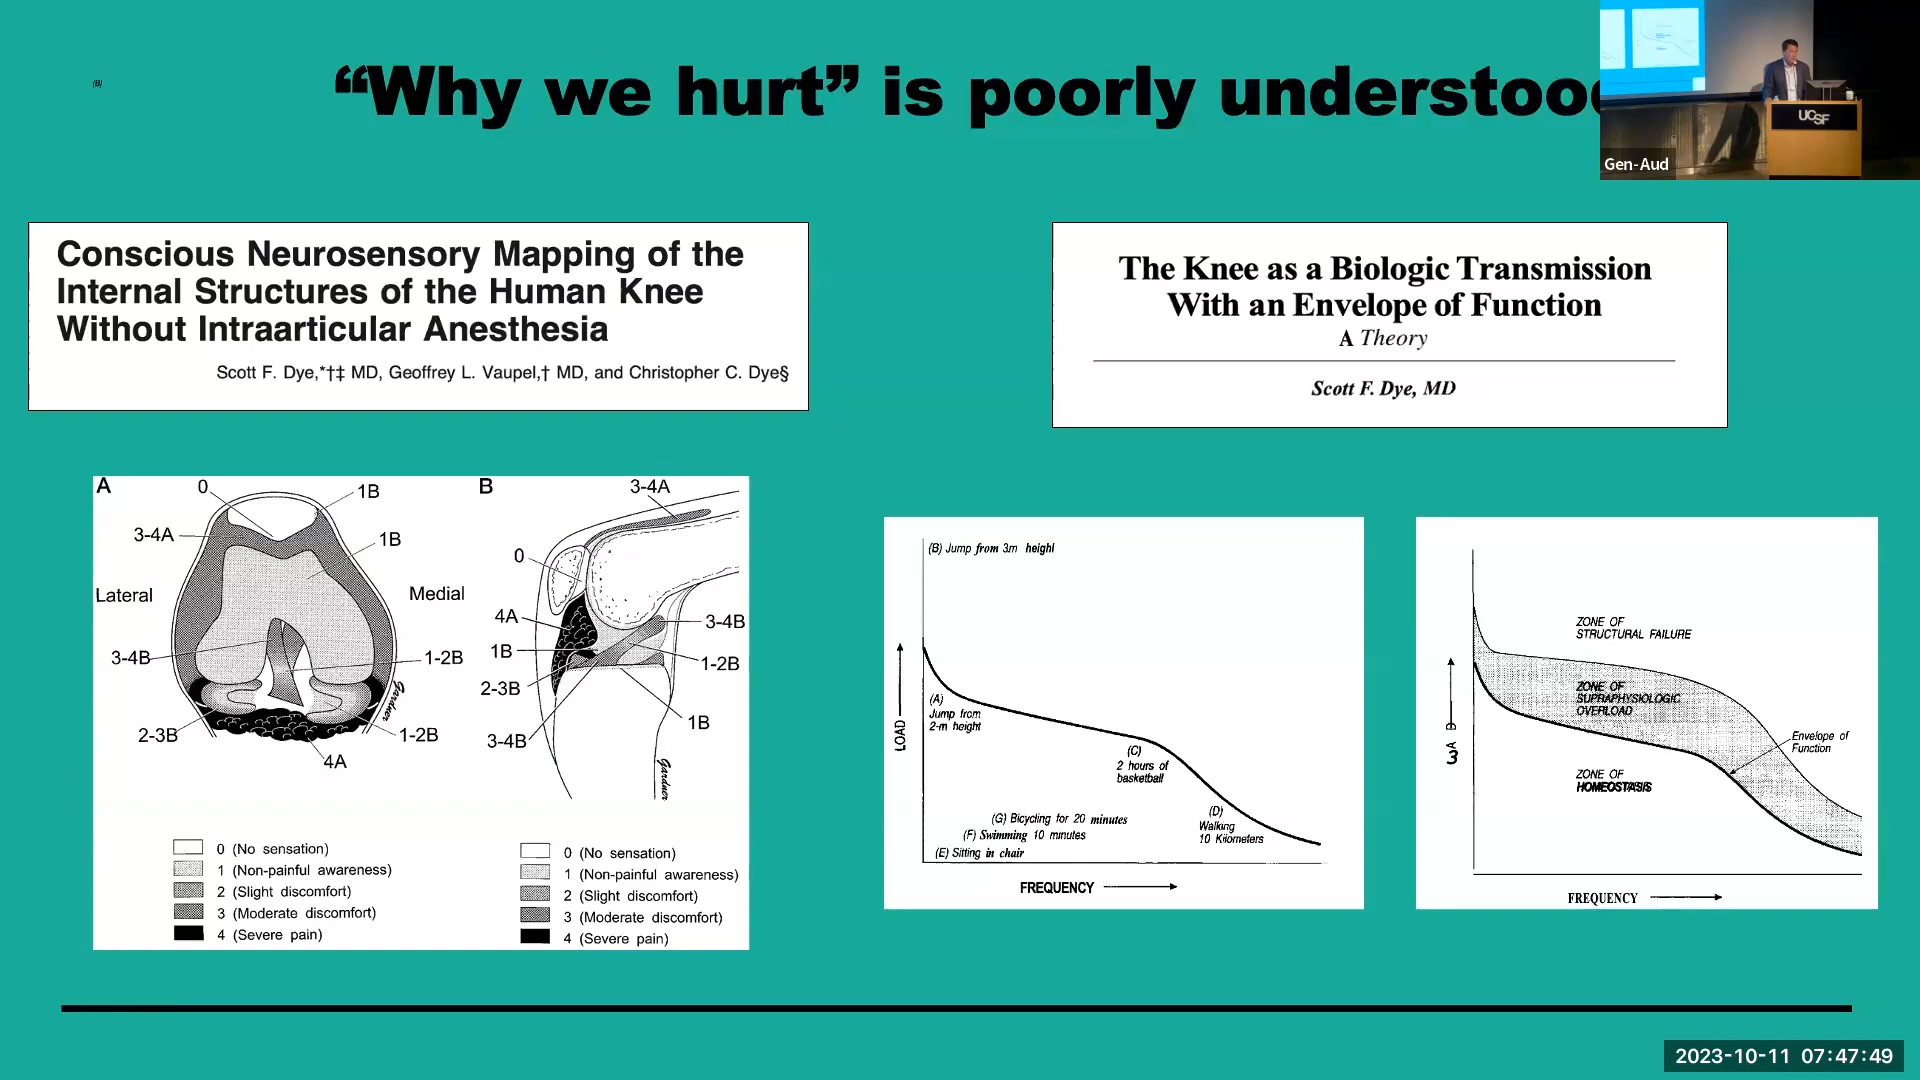 (B)
“Why we hurt” is poorly understood
UCSF
Gen-Aud
Conscious Neurosensory Mapping of the
Internal Structures of the Human Knee
Without Intraarticular Anesthesia
Scott F. Dye,*†‡ MD, Geoffrey L. Vaupel,† MD, and Christopher C. Dye§
The Knee as a Biologic Transmission
With an Envelope of Function
A Theory
Scott F. Dye, MD
A
0
1B
3-4A
1B
Lateral
Medial
3-4B
1-2B
2-3B
1-2B
4A
Gardner
0 (No sensation)
1 (Non-painful awareness)
2 (Slight discomfort)
3 (Moderate discomfort)
4 (Severe pain)
B
3-4A
0
4A
3-4B
1B
1-2B
2-3B
1B
3-4B
Gardner
0 (No sensation)
1 (Non-painful awareness)
2 (Slight discomfort)
3 (Moderate discomfort)
4 (Severe pain)
(B) Jump from 3m height
LOAD
(A)
Jump from
2-m height
(C)
2 hours of
basketball
(D)
Walking
10 Kilometers
(G) Bicycling for 20 minutes
(F) Swimming 10 minutes
(E) Sitting in chair
FREQUENCY
ZONE OF
STRUCTURAL FAILURE
ZONE OF
SUPRAPHYSIOLOGIC
OVERLOAD
Envelope of
Function
ZONE OF
HOMEOSTASIS
FREQUENCY
2023-10-11 07:47:49